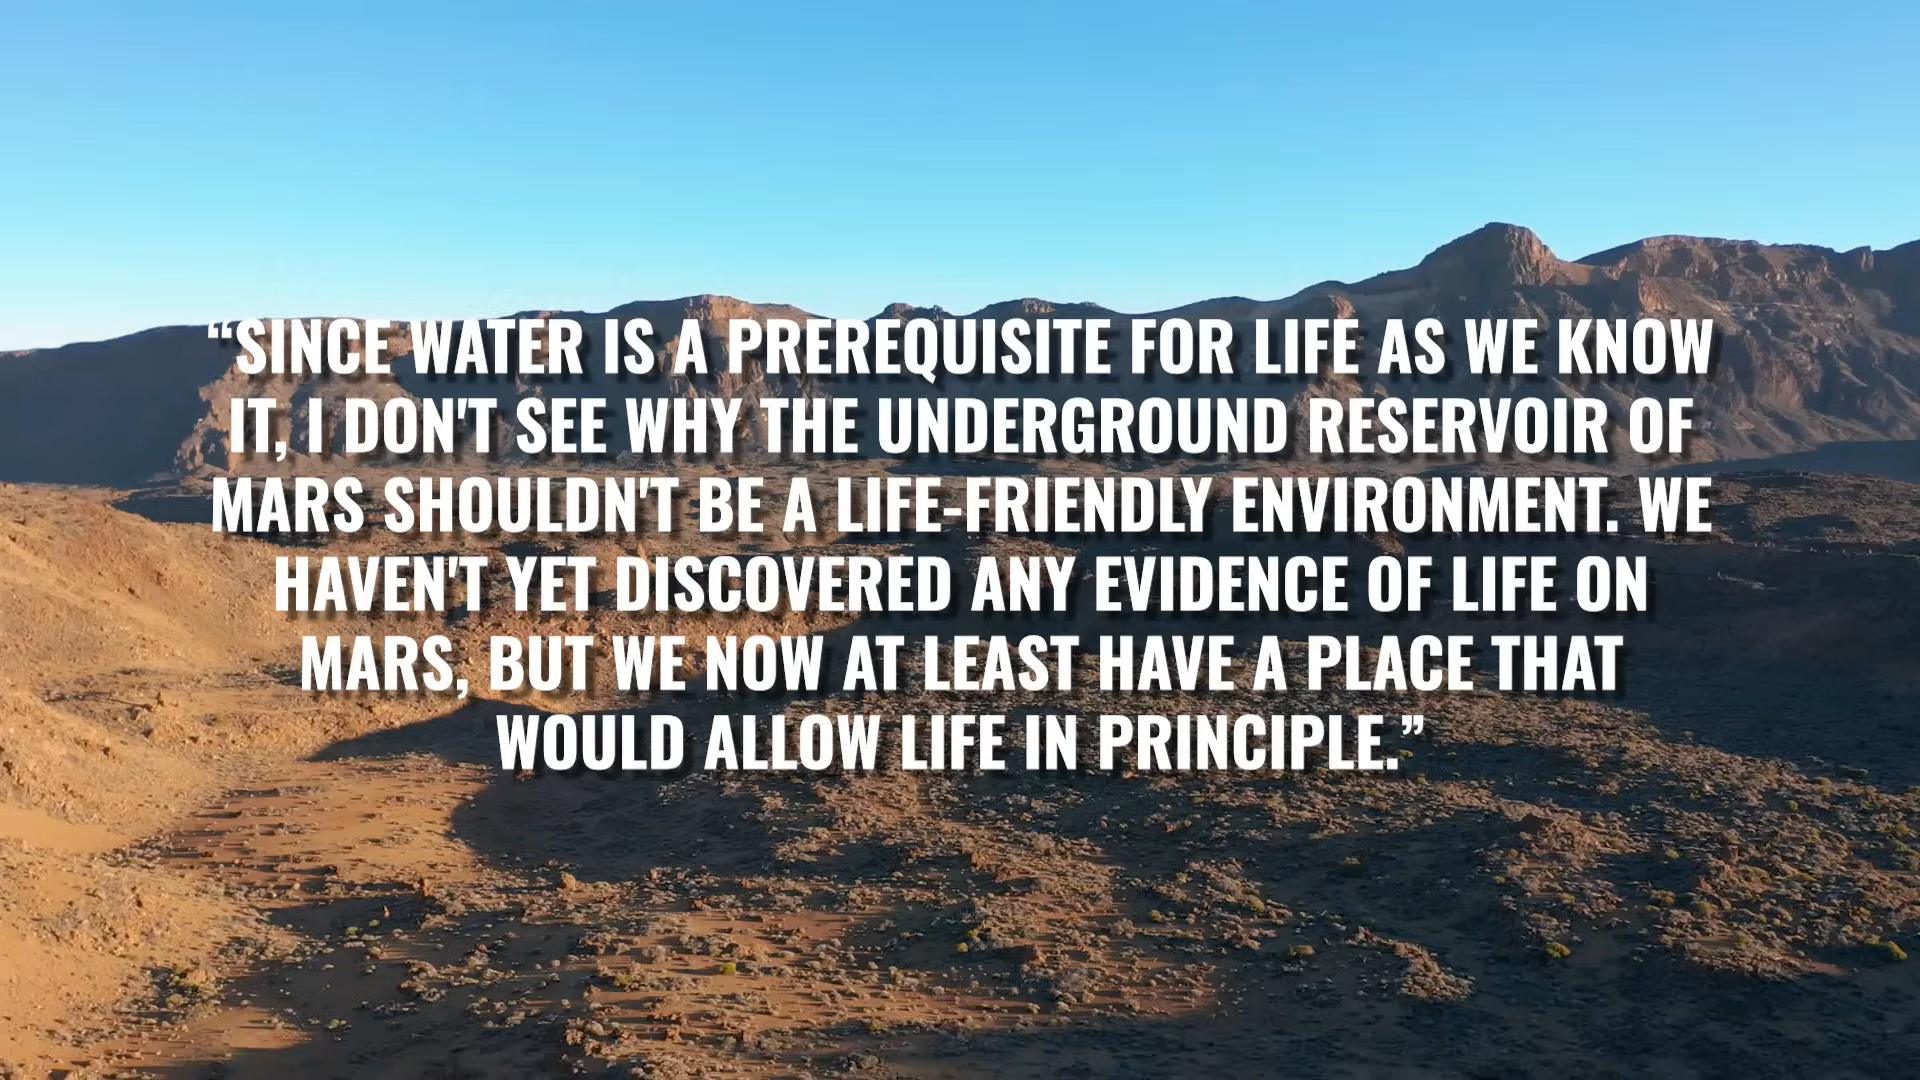 “SINCE WATER IS A PREREQUISITE FOR LIFE AS WE KNOW
IT, I DON'T SEE WHY THE UNDERGROUND RESERVOIR OF
MARS SHOULDN'T BE A LIFE-FRIENDLY ENVIRONMENT. WE
HAVEN'T YET DISCOVERED ANY EVIDENCE OF LIFE ON
MARS, BUT WE NOW AT LEAST HAVE A PLACE THAT
WOULD ALLOW LIFE IN PRINCIPLE.”